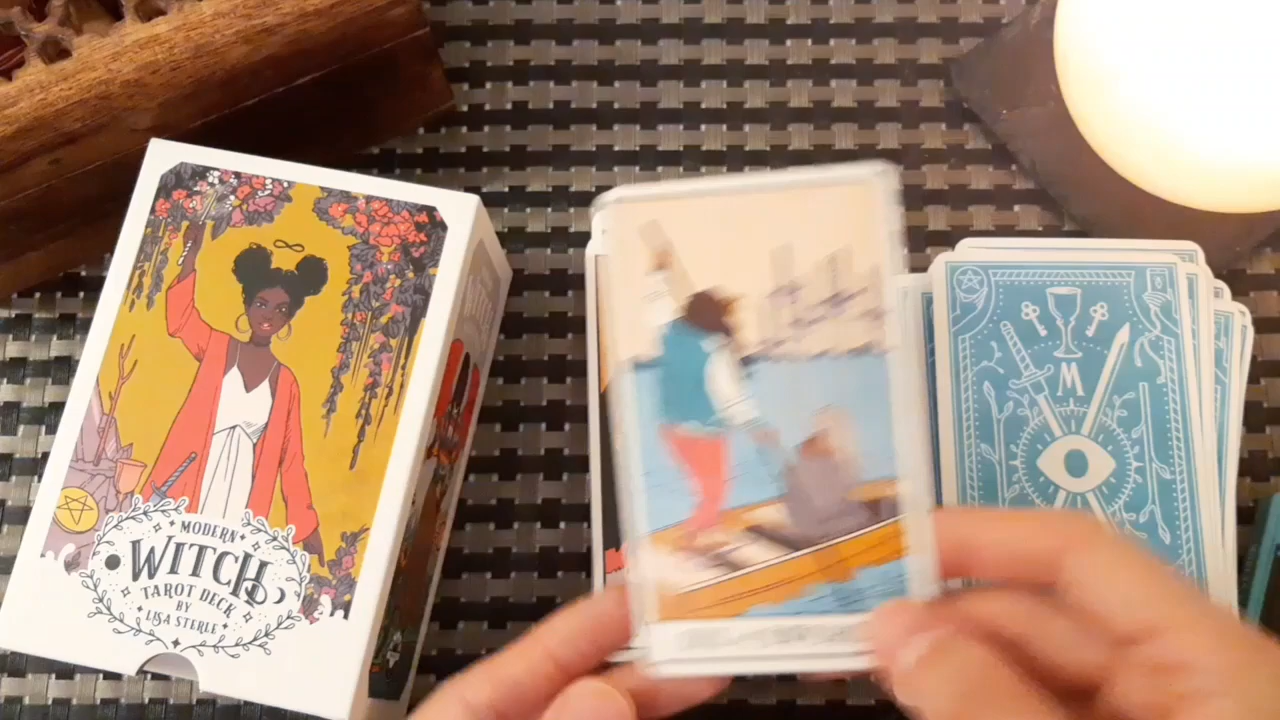 MODERN
WITCH
TAROT DECK
BY
LISA STERLE
M